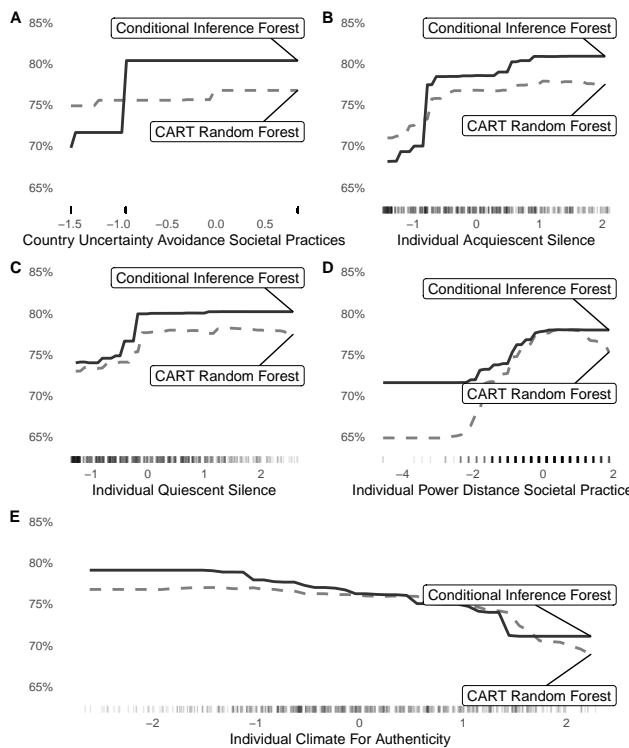 A
85%
80%
75%
70%
65%
Conditional Inference Forest
CART Random Forest
−1.5 −1.0 −0.5 0.0 0.5
Country Uncertainty Avoidance Societal Practices
B
85%
80%
75%
70%
65%
Conditional Inference Forest
CART Random Forest
−1 0 1 2
Individual Acquiescent Silence
C
85%
80%
75%
70%
65%
Conditional Inference Forest
CART Random Forest
−1 0 1 2
Individual Quiescent Silence
D
85%
80%
75%
70%
65%
Conditional Inference Forest
CART Random Forest
−4 −2 0 2
Individual Power Distance Societal Practice
E
85%
80%
75%
70%
65%
Conditional Inference Forest
CART Random Forest
−2 −1 0 1 2
Individual Climate For Authenticity